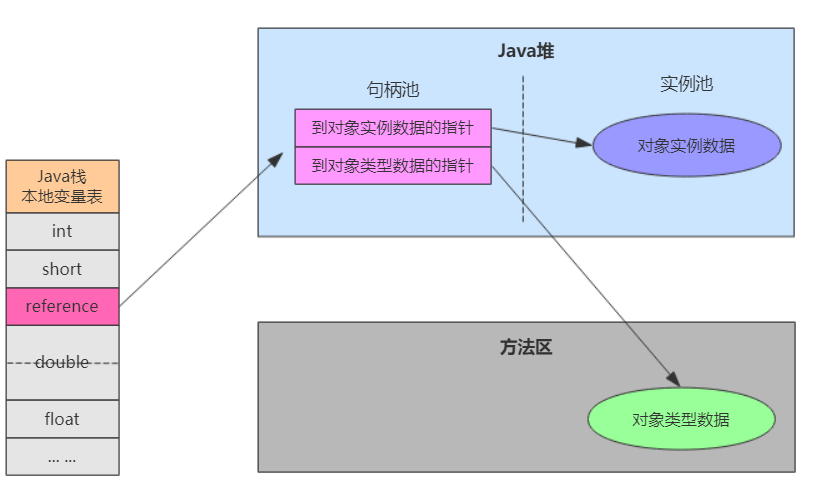 Java堆
句柄池
实例池
到对象实例数据的指针
对象实例数据
到对象类型数据的指针
Java栈
本地变量表
int
short
reference
double
float
... ...
方法区
对象类型数据